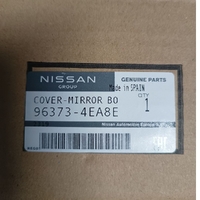 NISSAN
GROUP
GENUINE PARTS
Made in SPAIN
COVER-MIRROR BO
QTY
96373-4EA8E
1